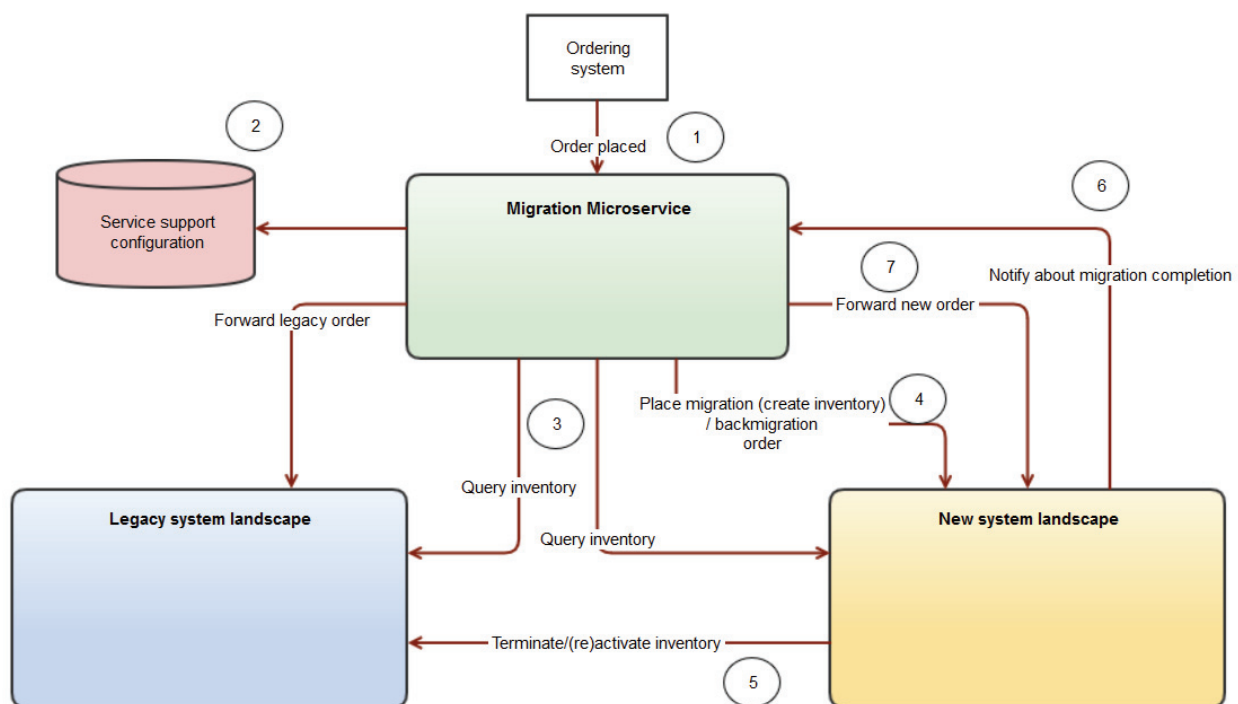 Ordering
system
1
Order placed
2
Service support
configuration
Migration Microservice
6
7
Notify about migration completion
Forward legacy order
Forward new order
3
Place migration (create inventory)
/ backmigration
order
4
Query inventory
Query inventory
Legacy system landscape
New system landscape
Terminate/(re)activate inventory
5